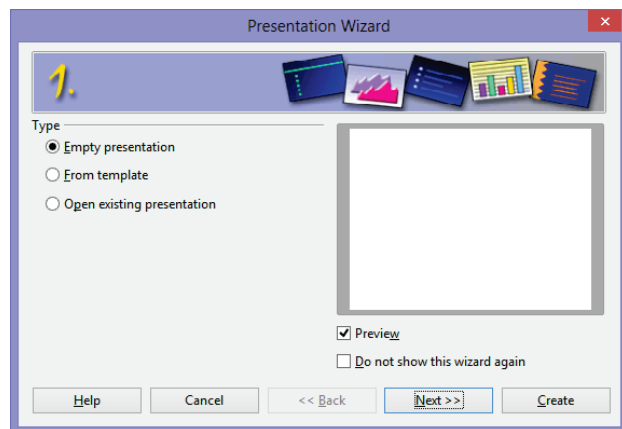 Presentation Wizard
1.
Type
Empty presentation
From template
Open existing presentation
Preview
Do not show this wizard again
Help Cancel << Back Next >> Create